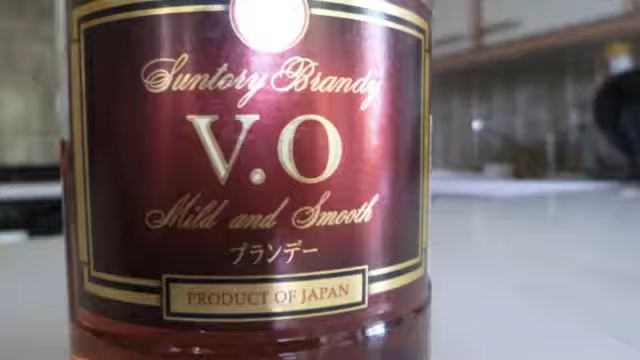 Suntory Brandy
V.O
Mild and Smooth
ブランデー
PRODUCT OF JAPAN